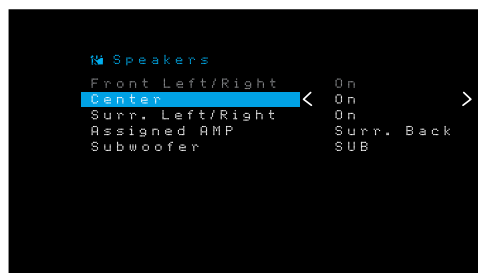 Speakers
Front Left/Right On
Center < On >
Surr. Left/Right On
Assigned AMP Surr. Back
Subwoofer SUB